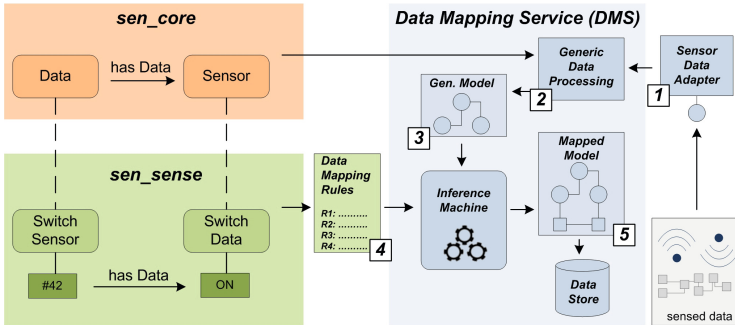 sen_core
Data
has Data
Sensor
sen_sense
Switch
Sensor
Switch
Data
#42
has Data
ON
Data
Mapping
Rules
R1: ..........
R2: ..........
R3: ..........
R4: ..........
4
Data Mapping Service (DMS)
Generic
Data
Processing
2
Gen. Model
3
Inference
Machine
Mapped
Model
5
Data
Store
Sensor
Data
Adapter
1
sensed data